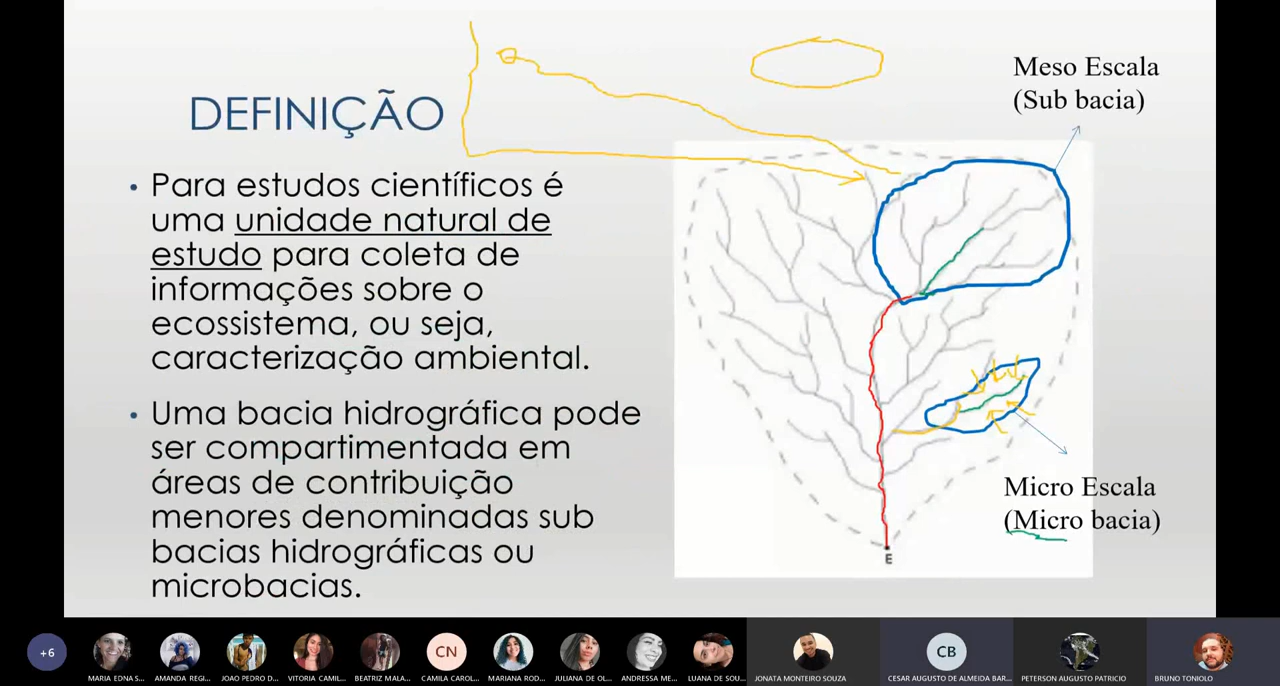 DEFINIÇÃO
• Para estudos científicos é
uma unidade natural de
estudo para coleta de
informações sobre o
ecossistema, ou seja,
caracterização ambiental.
• Uma bacia hidrográfica pode
ser compartimentada em
áreas de contribuição
menores denominadas sub
bacias hidrográficas ou
microbacias.
Meso Escala
(Sub bacia)
Micro Escala
(Micro bacia)
E
+6
MARIA EDNA S...
AMANDA REGI...
JOAO PEDRO D...
VITORIA CAMIL...
BEATRIZ MALA...
CN
CAMILA CAROL...
MARIANA ROD...
JULIANA DE OL...
ANDRESSA ME...
LUANA DE SOU...
JONATA MONTEIRO SOUZA
CB
CESAR AUGUSTO DE ALMEIDA BAR...
PETERSON AUGUSTO PATRICIO
BRUNO TONIOLO